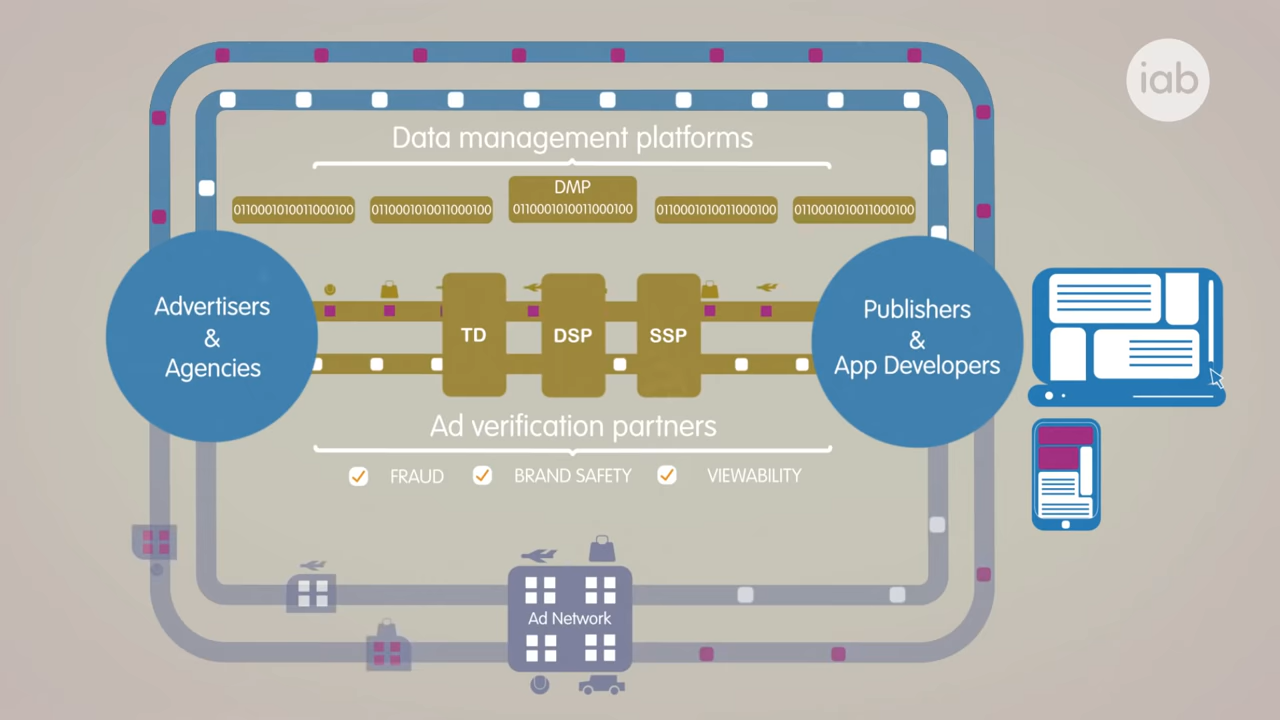 iab
Data management platforms
DMP
0110001010011000100
0110001010011000100
0110001010011000100
0110001010011000100
0110001010011000100
Advertisers
&
Agencies
TD
DSP
SSP
Publishers
&
App Developers
Ad verification partners
FRAUD
BRAND SAFETY
VIEWABILITY
Ad Network